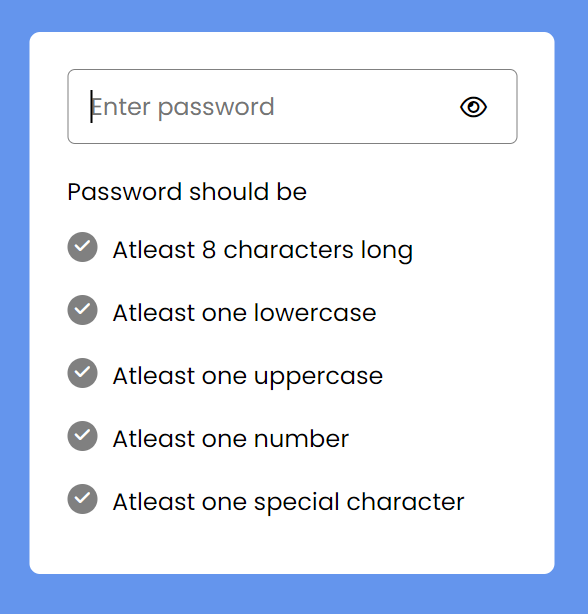 Enter password
Password should be
Atleast 8 characters long
Atleast one lowercase
Atleast one uppercase
Atleast one number
Atleast one special character